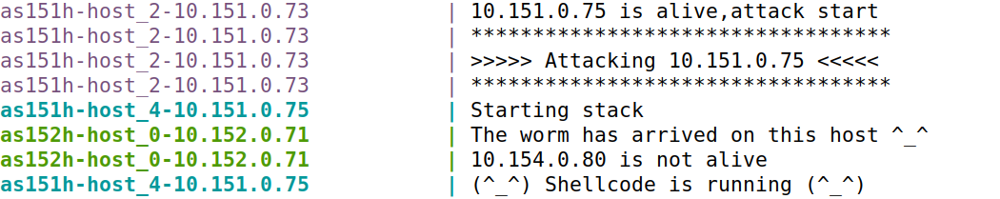 as151h-host_2-10.151.0.73 | 10.151.0.75 is alive,attack start
as151h-host_2-10.151.0.73 | **********************************
as151h-host_2-10.151.0.73 | >>>>> Attacking 10.151.0.75 <<<<<
as151h-host_2-10.151.0.73 | **********************************
as151h-host_4-10.151.0.75 | Starting stack
as152h-host_0-10.152.0.71 | The worm has arrived on this host ^_^
as152h-host_0-10.152.0.71 | 10.154.0.80 is not alive
as151h-host_4-10.151.0.75 | (^_^) Shellcode is running (^_^)